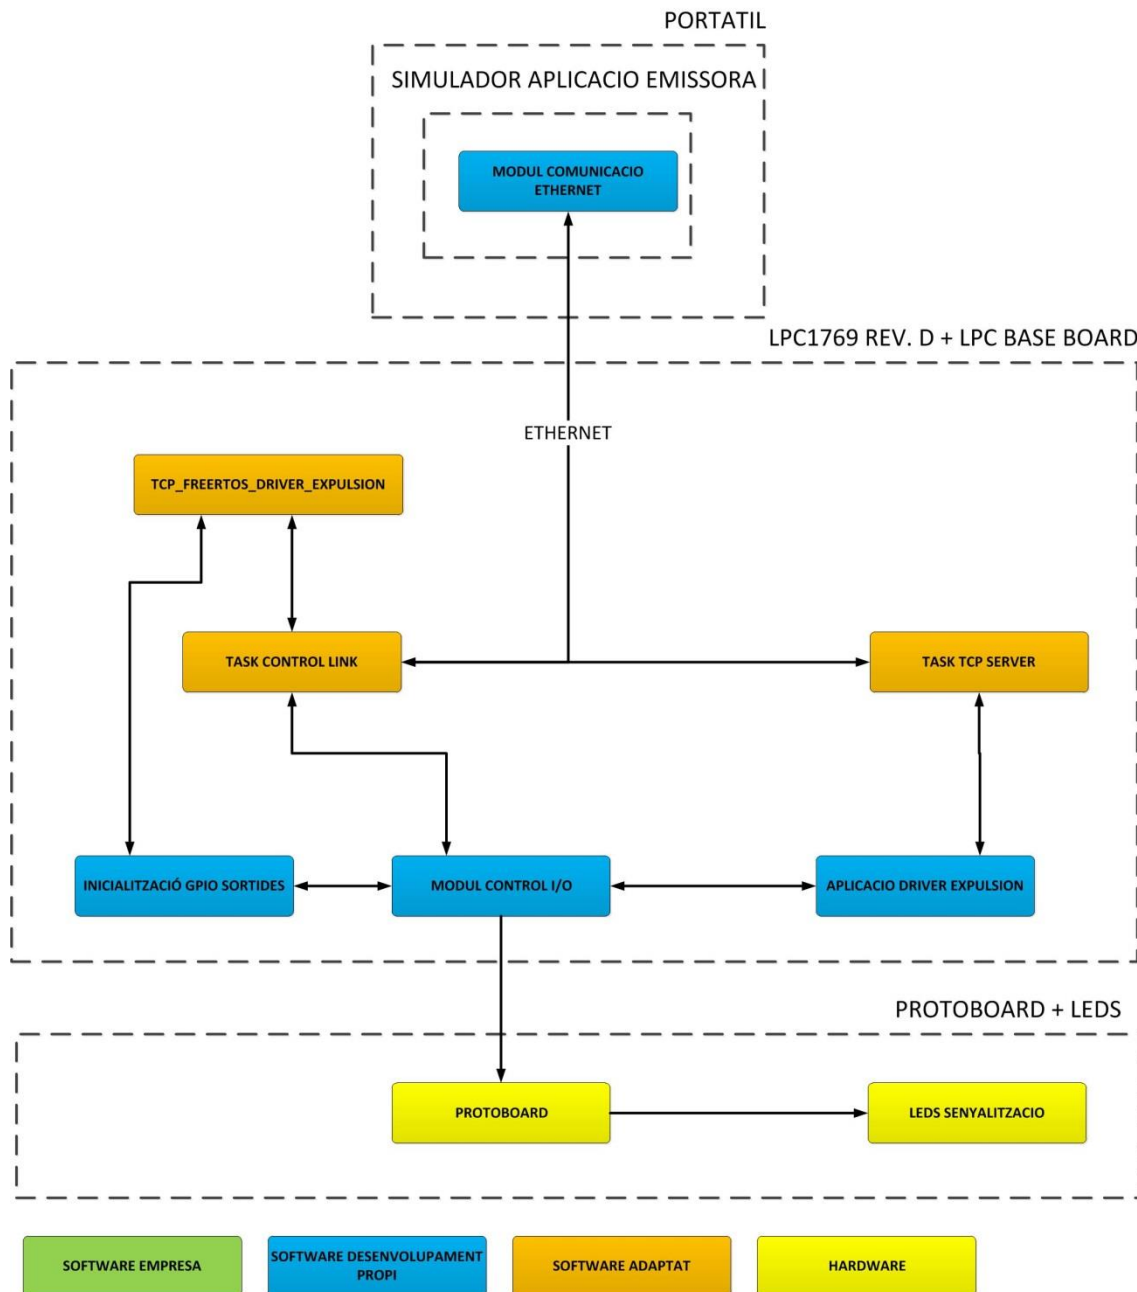 PORTATIL
SIMULADOR APLICACIO EMISSORA
MODUL COMUNICACIO
ETHERNET
LPC1769 REV. D + LPC BASE BOARD
ETHERNET
TCP_FREERTOS_DRIVER_EXPULSION
TASK CONTROL LINK
TASK TCP SERVER
INICIALITZACIÓ GPIO SORTIDES
MODUL CONTROL I/O
APLICACIO DRIVER EXPULSION
PROTOBOARD + LEDS
PROTOBOARD
LEDS SENYALITZACIO
SOFTWARE EMPRESA
SOFTWARE DESENVOLUPAMENT
PROPI
SOFTWARE ADAPTAT
HARDWARE